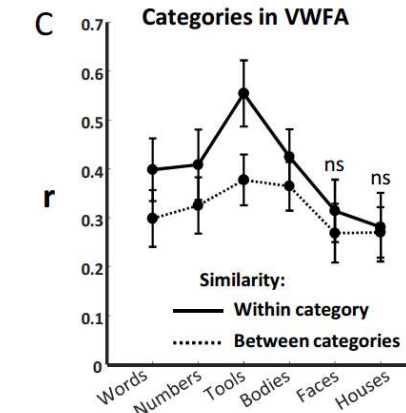 C
Categories in VWFA
0.7
0.6
0.5
0.4
0.3
0.2
0.1
0
r
ns
ns
Similarity:
Within category
Between categories
Words
Numbers
Tools
Bodies
Faces
Houses